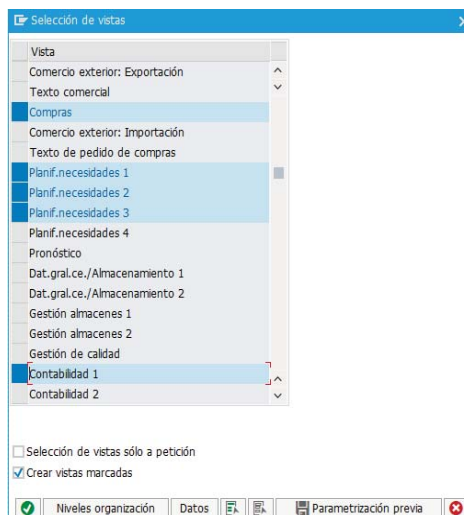 Selección de vistas
Vista
Comercio exterior: Exportación
Texto comercial
Compras
Comercio exterior: Importación
Texto de pedido de compras
Planif.necesidades 1
Planif.necesidades 2
Planif.necesidades 3
Planif.necesidades 4
Pronóstico
Dat.gral.ce./Almacenamiento 1
Dat.gral.ce./Almacenamiento 2
Gestión almacenes 1
Gestión almacenes 2
Gestión de calidad
Contabilidad 1
Contabilidad 2
Selección de vistas sólo a petición
Crear vistas marcadas
Niveles organización Datos Parametrización previa